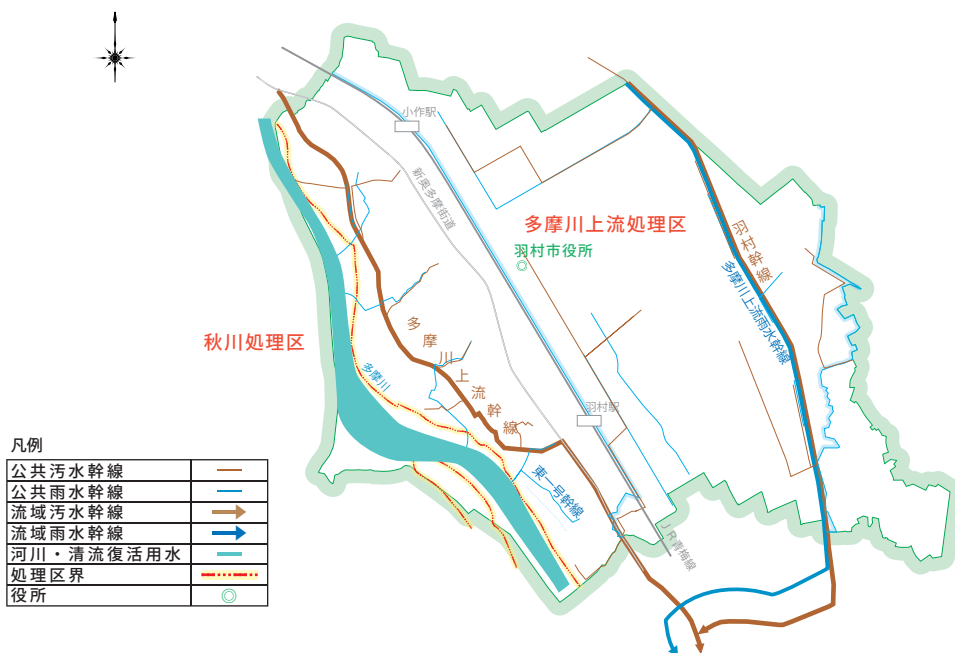 小作駅
新奥多摩街道
多摩川上流処理区
羽村市役所
羽村幹線
多摩川上流雨水幹線
秋川処理区
多摩川
多摩川上流幹線
羽村駅
東一号幹線
JR青梅線
凡例
公共汚水幹線
公共雨水幹線
流域汚水幹線
流域雨水幹線
河川・清流復活用水
処理区界
役所